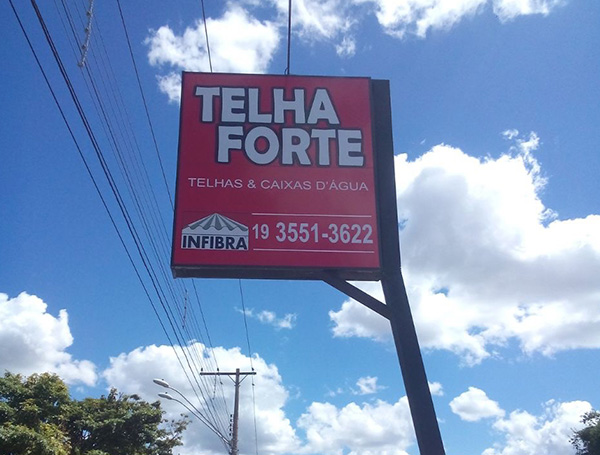 TELHA
FORTE
TELHAS & CAIXAS D'ÁGUA
INFIBRA
19 3551-3622